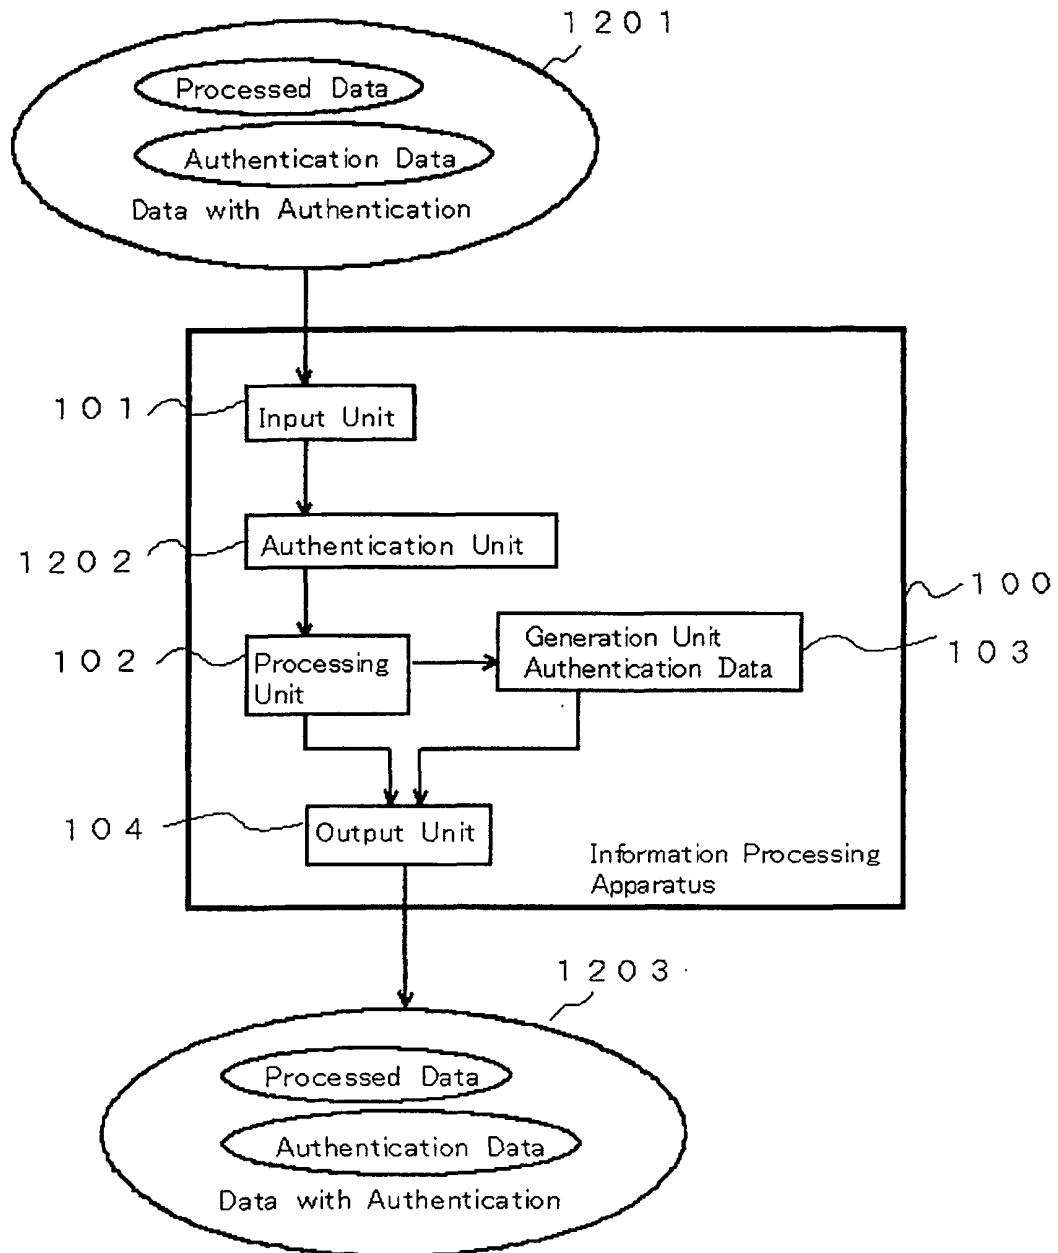 1201
Processed Data
Authentication Data
Data with Authentication
101
Input Unit
1202
Authentication Unit
100
102
Processing
Unit
Generation Unit
Authentication Data
103
104
Output Unit
Information Processing
Apparatus
1203
Processed Data
Authentication Data
Data with Authentication